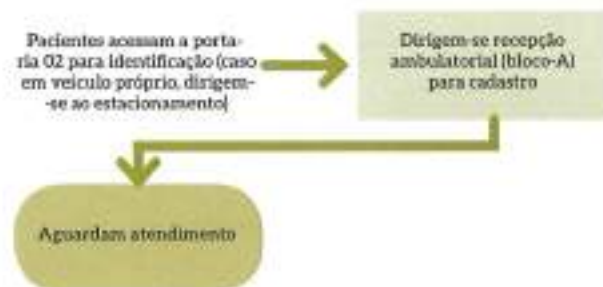 Pacientes acessam a porta-
ria 02 para identificação (caso
em veículo próprio, dirigem-
-se ao estacionamento)
Dirigem-se recepção
ambulatorial (bloco-A)
para cadastro
Aguardam atendimento